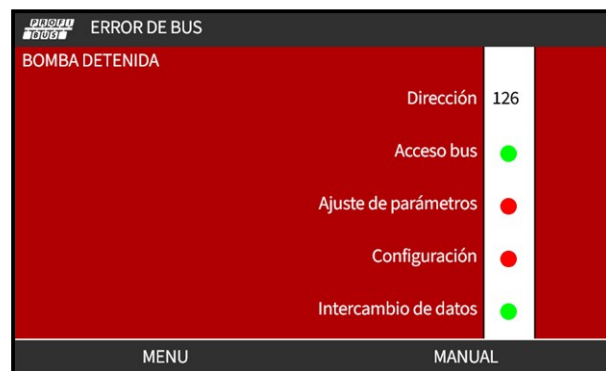 PROFI
BUS
ERROR DE BUS
BOMBA DETENIDA
Dirección 126
Acceso bus
Ajuste de parámetros
Configuración
Intercambio de datos
MENU MANUAL